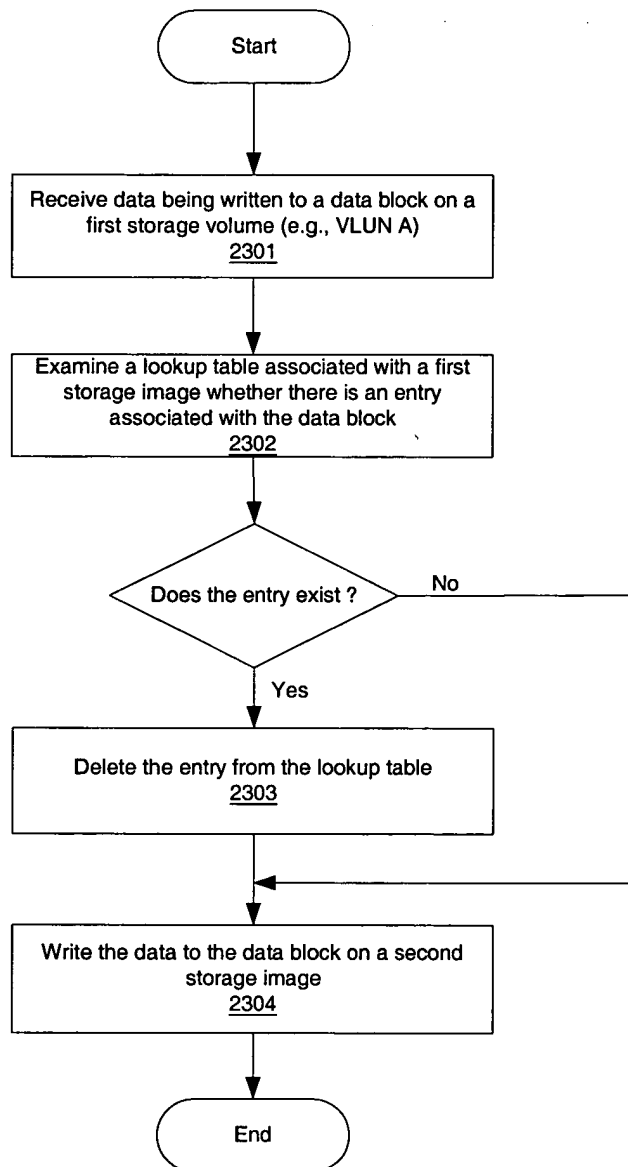 Start
Receive data being written to a data block on a
first storage volume (e.g., VLUN A)
2301
Examine a lookup table associated with a first
storage image whether there is an entry
associated with the data block
2302
Does the entry exist ?
No
Yes
Delete the entry from the lookup table
2303
Write the data to the data block on a second
storage image
2304
End